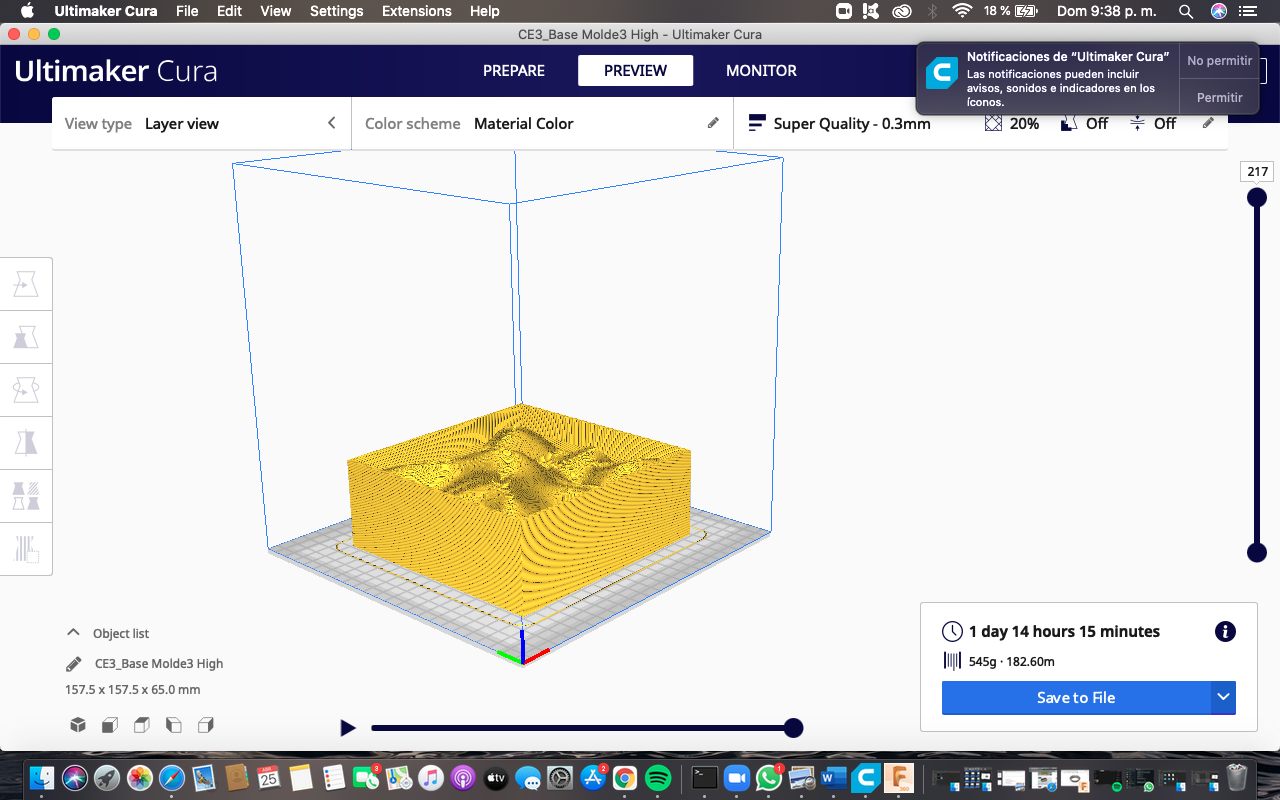 Ultimaker Cura File Edit View Settings Extensions Help 18 % Dom 9:38 p. m.
CE3_Base Molde3 High - Ultimaker Cura
Ultimaker Cura PREPARE PREVIEW MONITOR
Notificaciones de “Ultimaker Cura”
Las notificaciones pueden incluir
avisos, sonidos e indicadores en los
íconos.
No permitir
Permitir
View type Layer view Color scheme Material Color Super Quality - 0.3mm 20% Off Off
217
Object list
CE3_Base Molde3 High
157.5 x 157.5 x 65.0 mm
1 day 14 hours 15 minutes
545g · 182.60m
Save to File
25
3
tv
2
1
W
F